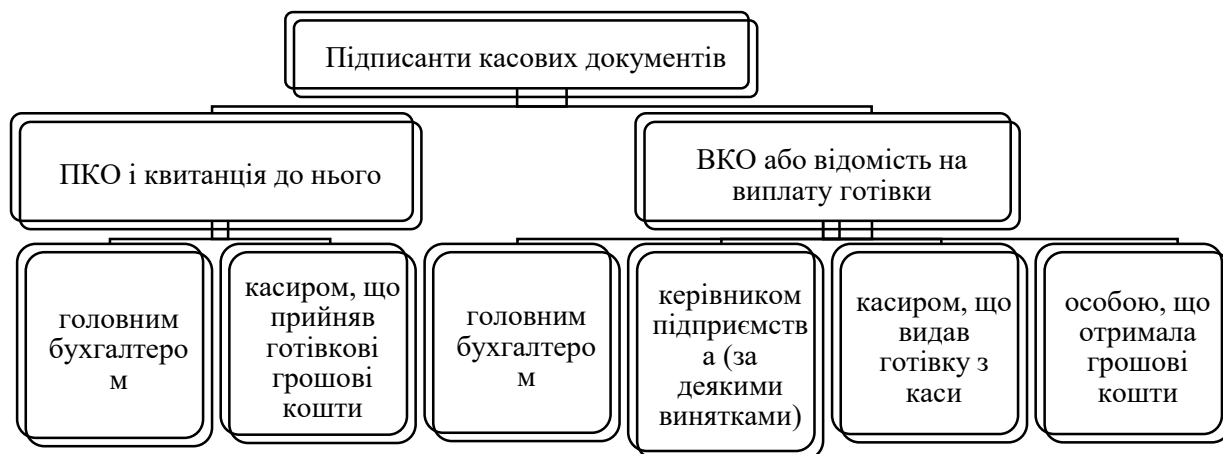 Підписанти касових документів
ПКО і квитанція до нього
ВКО або відомість на
виплату готівки
головним
бухгалтеро
м
касиром, що
прийняв
готівкові
грошові
кошти
головним
бухгалтеро
м
керівником
підприємств
а (за
деякими
винятками)
касиром, що
видав
готівку з
каси
особою, що
отримала
грошові
кошти